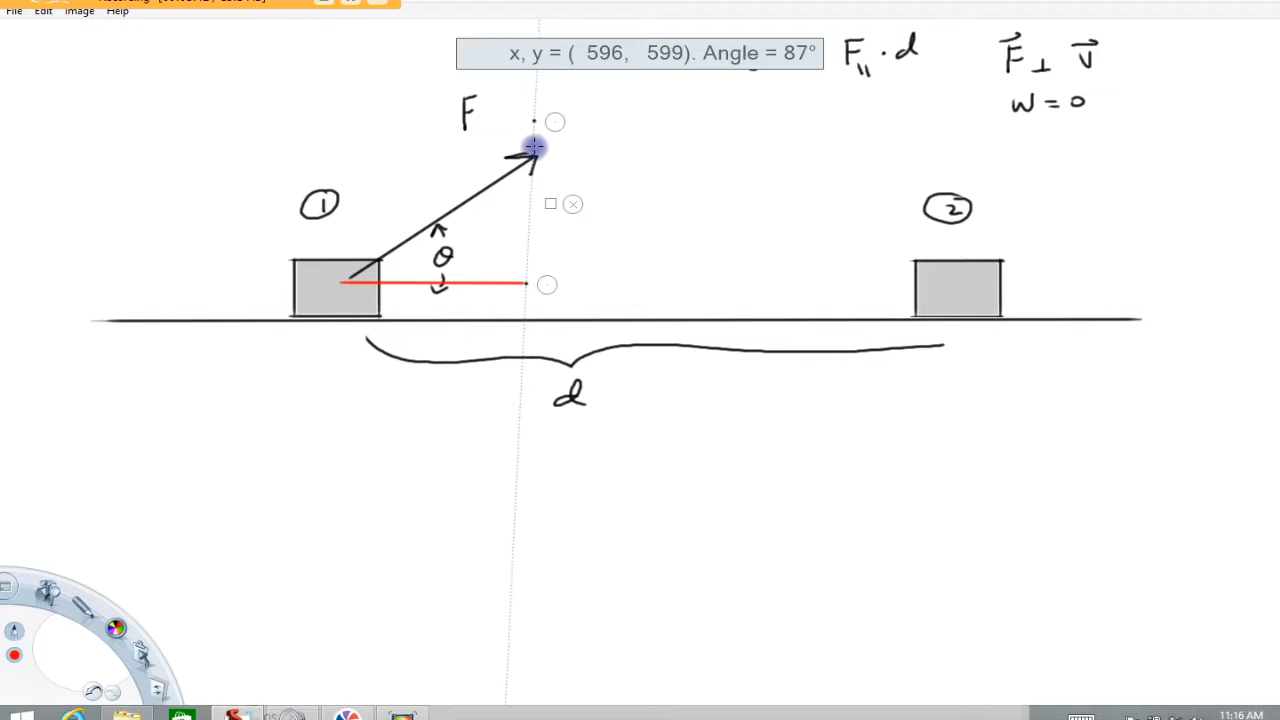 File Edit Image Help
x, y = ( 596, 599). Angle = 87°
F∥ · d
F⃗ ⊥ v⃗
W = 0
F
①
②
θ
d
11:16 AM